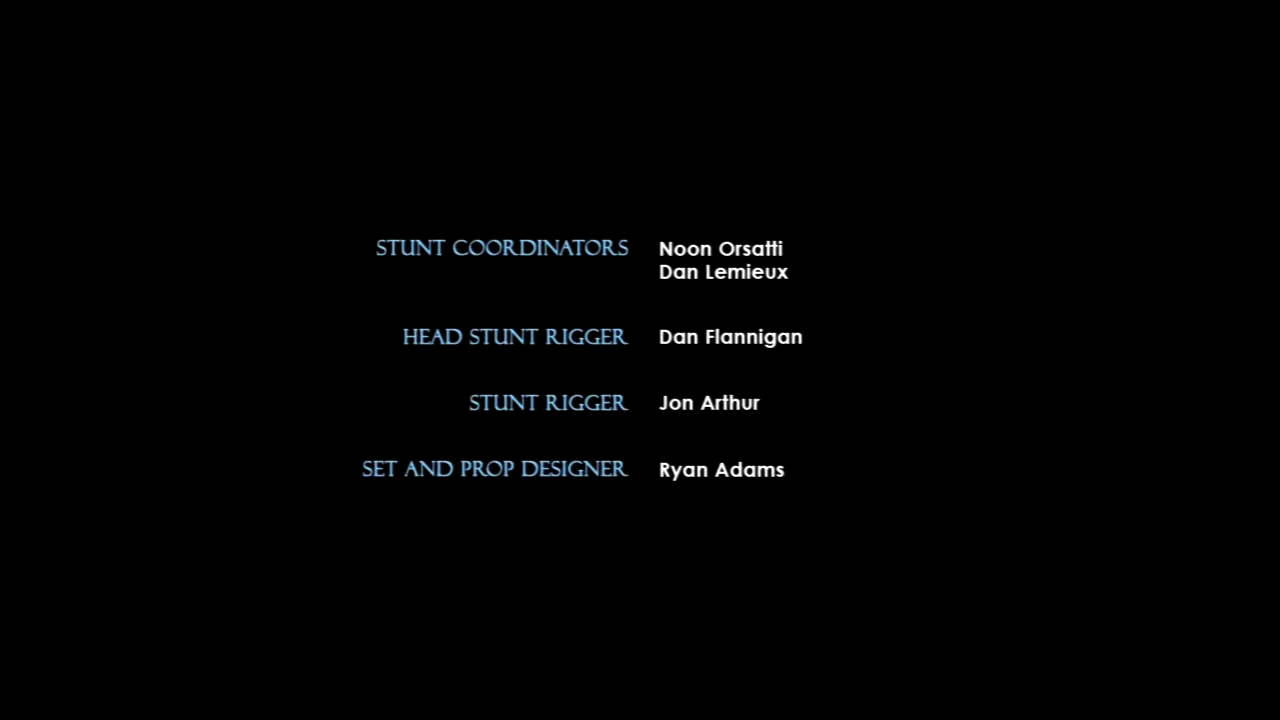 STUNT COORDINATORS Noon Orsatti
Dan Lemieux
HEAD STUNT RIGGER Dan Flannigan
STUNT RIGGER Jon Arthur
SET AND PROP DESIGNER Ryan Adams